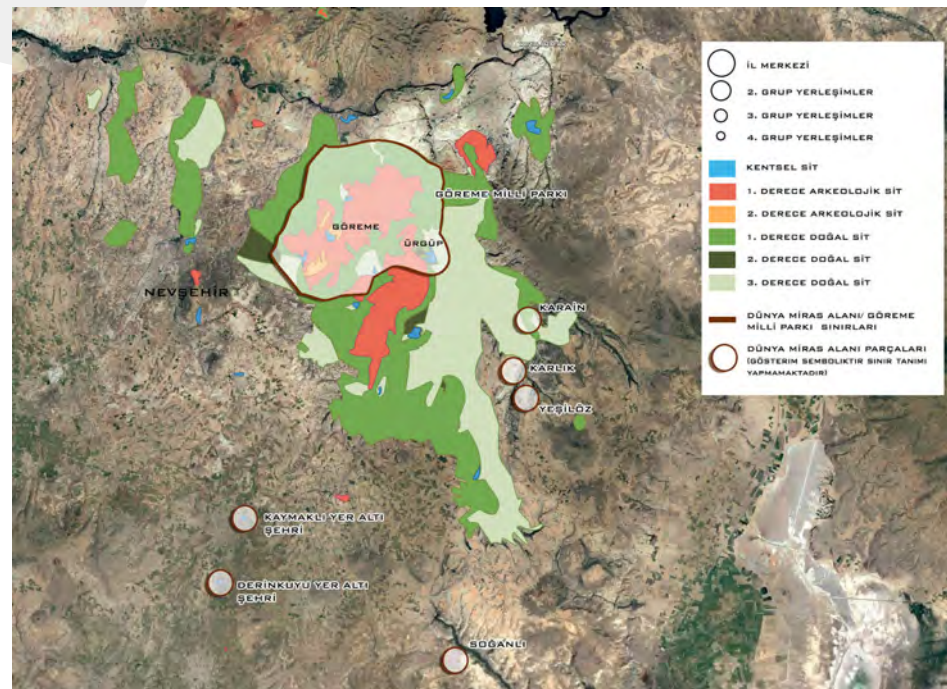 İL MERKEZİ
2. GRUP YERLEŞİMLER
3. GRUP YERLEŞİMLER
4. GRUP YERLEŞİMLER
KENTSEL SİT
1. DERECE ARKEOLOJİK SİT
2. DERECE ARKEOLOJİK SİT
1. DERECE DOĞAL SİT
2. DERECE DOĞAL SİT
3. DERECE DOĞAL SİT
DÜNYA MİRAS ALANI/ GÖREME
MİLLİ PARKI SINIRLARI
DÜNYA MİRAS ALANI PARÇALARI
(GÖSTERİM SEMBOLİKTİR SINIR TANIMI
YAPMAMAKTADIR)
GÖREME MİLLİ PARKI
GÖREME
ÜRGÜP
NEVŞEHİR
KARAİN
KARLIK
YEŞİLÖZ
KAYMAKLI YER ALTI
ŞEHRİ
DERİNKUYU YER ALTI
ŞEHRİ
SOĞANLI